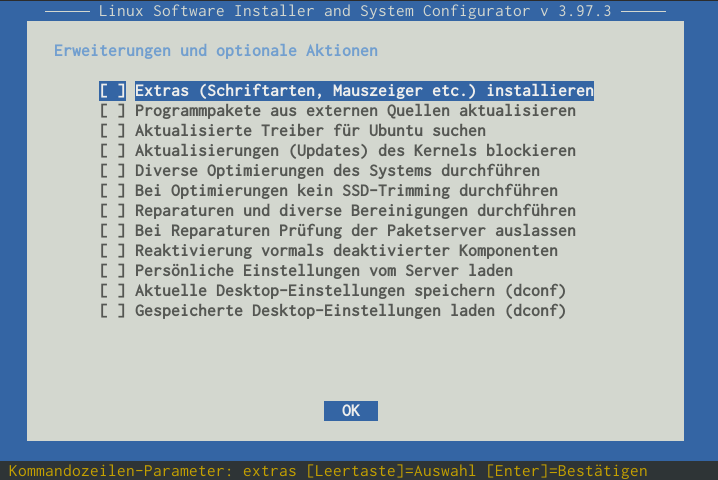 Linux Software Installer and System Configurator v 3.97.3
Erweiterungen und optionale Aktionen
[ ] Extras (Schriftarten, Mauszeiger etc.) installieren
[ ] Programmpakete aus externen Quellen aktualisieren
[ ] Aktualisierte Treiber für Ubuntu suchen
[ ] Aktualisierungen (Updates) des Kernels blockieren
[ ] Diverse Optimierungen des Systems durchführen
[ ] Bei Optimierungen kein SSD-Trimming durchführen
[ ] Reparaturen und diverse Bereinigungen durchführen
[ ] Bei Reparaturen Prüfung der Paketserver auslassen
[ ] Reaktivierung vormals deaktivierter Komponenten
[ ] Persönliche Einstellungen vom Server laden
[ ] Aktuelle Desktop-Einstellungen speichern (dconf)
[ ] Gespeicherte Desktop-Einstellungen laden (dconf)
OK
Kommandozeilen-Parameter: extras [Leertaste]=Auswahl [Enter]=Bestätigen